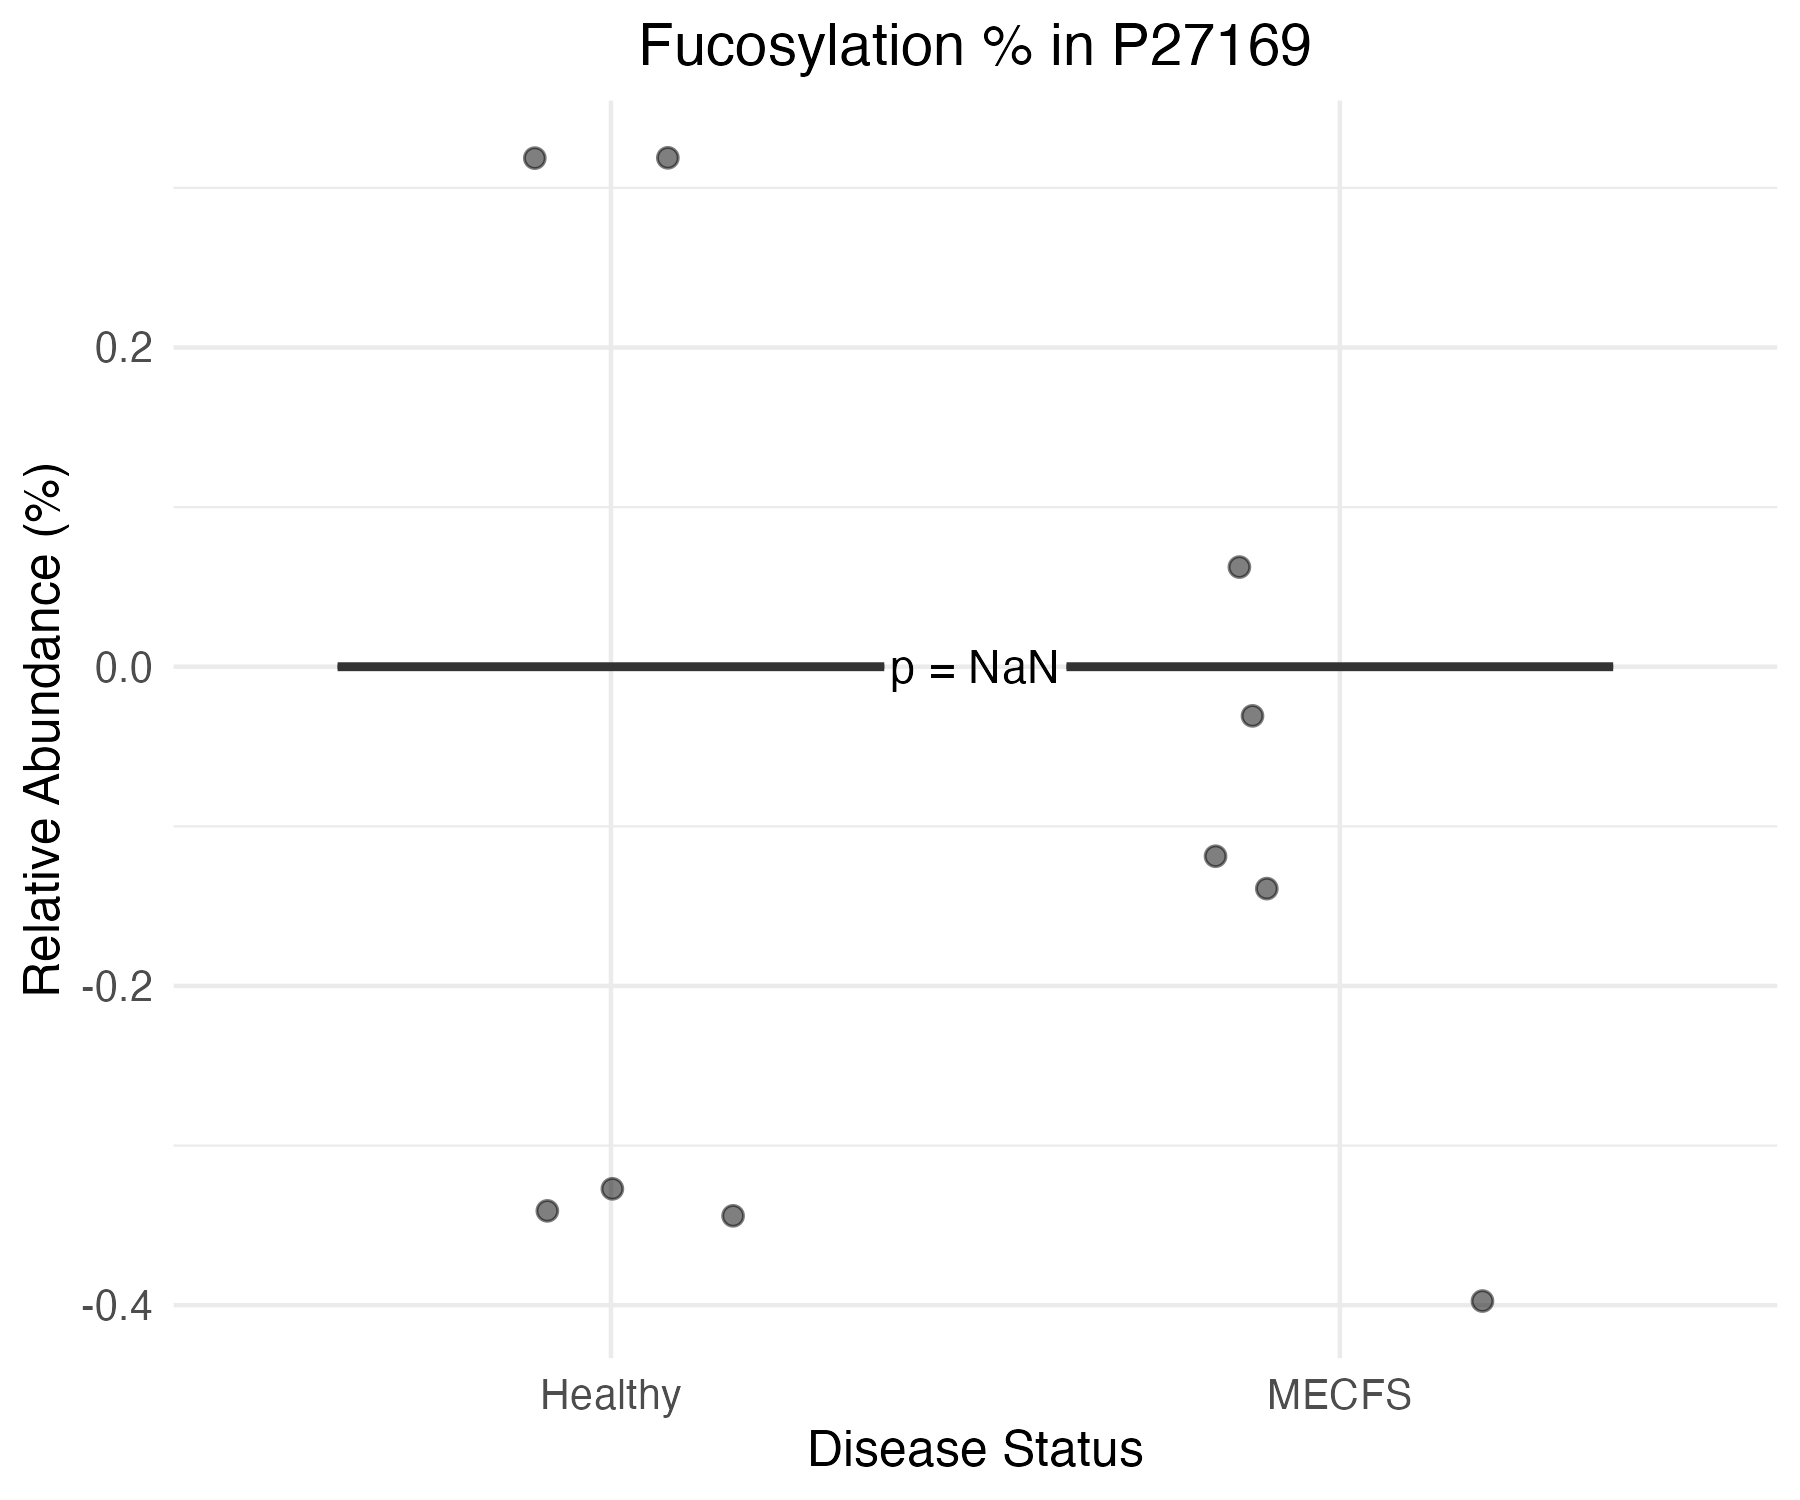 Fucosylation % in P27169
Relative Abundance (%)
0.2
0.0
-0.2
-0.4
p = NaN
Healthy
MECFS
Disease Status